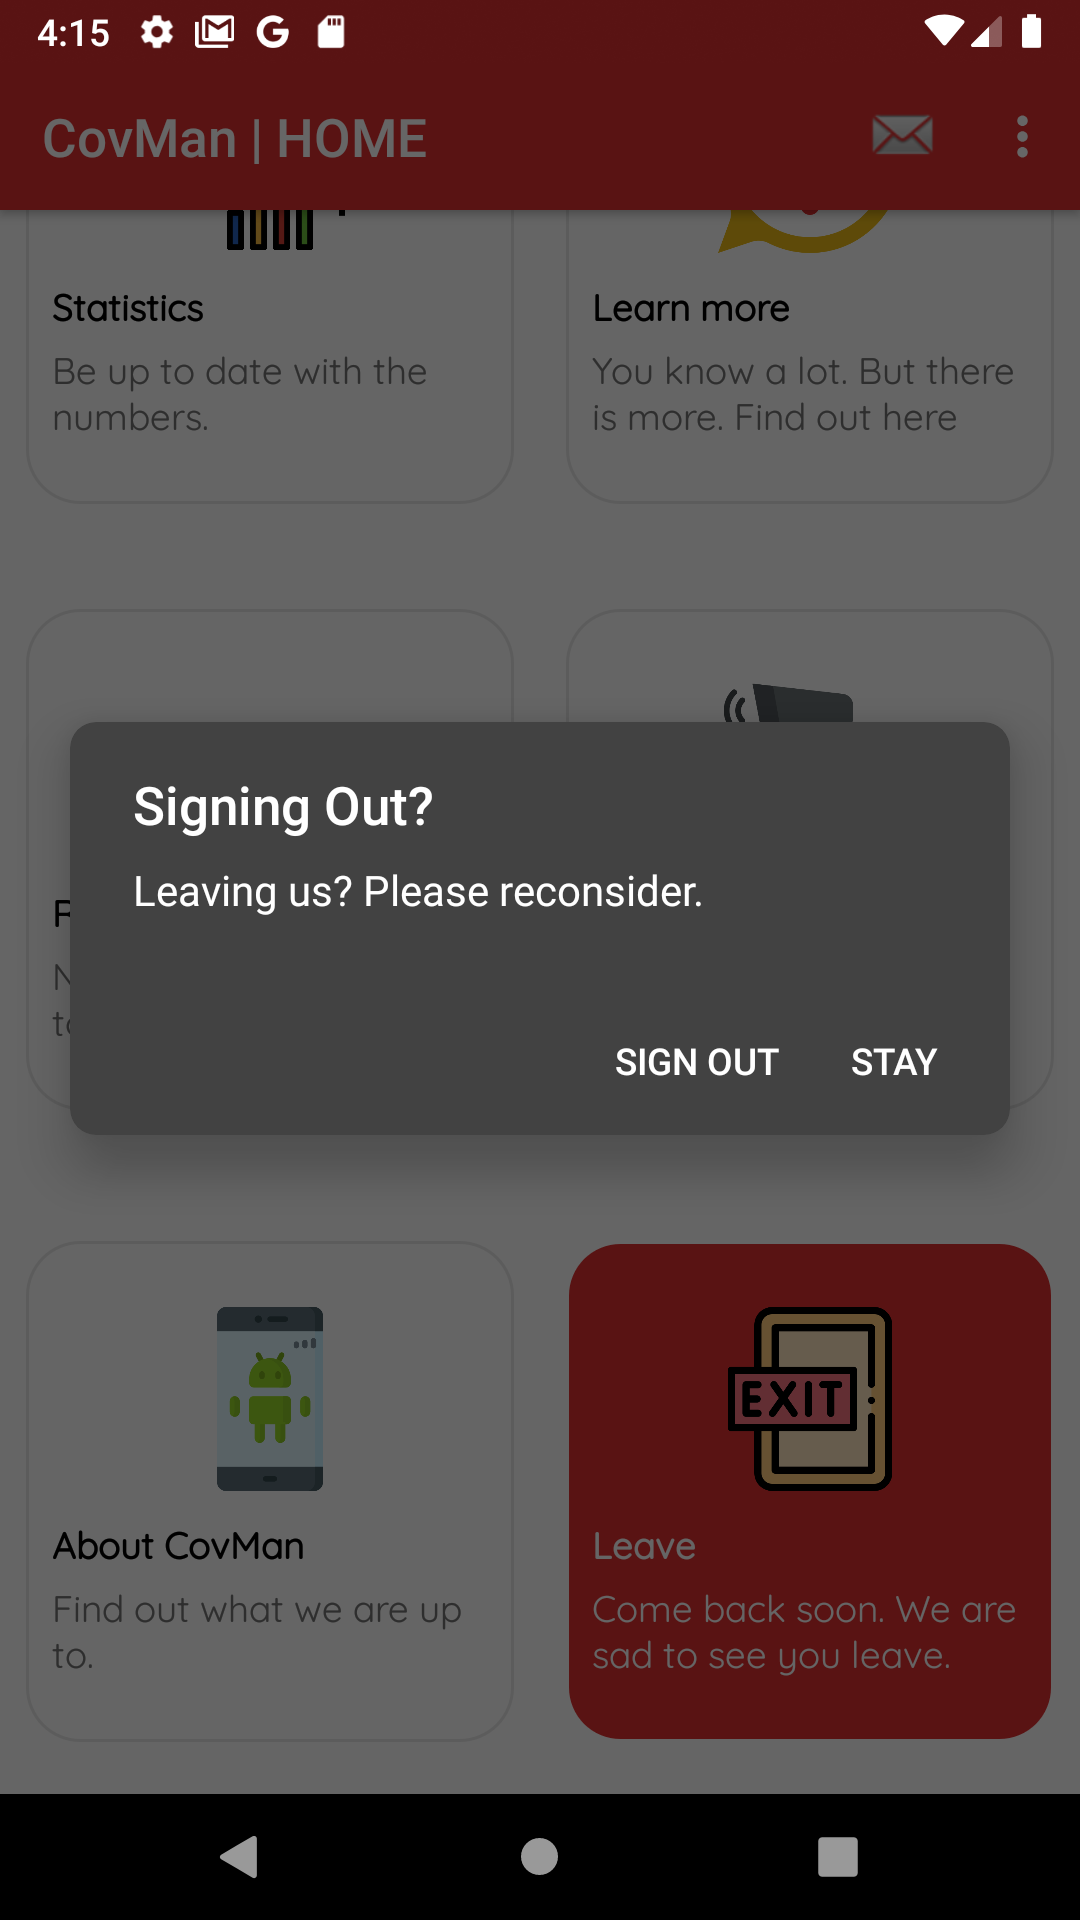 4:15
CovMan | HOME
Statistics
Be up to date with the
numbers.
Learn more
You know a lot. But there
is more. Find out here
Signing Out?
Leaving us? Please reconsider.
SIGN OUT
STAY
About CovMan
Find out what we are up
to.
EXIT
Leave
Come back soon. We are
sad to see you leave.